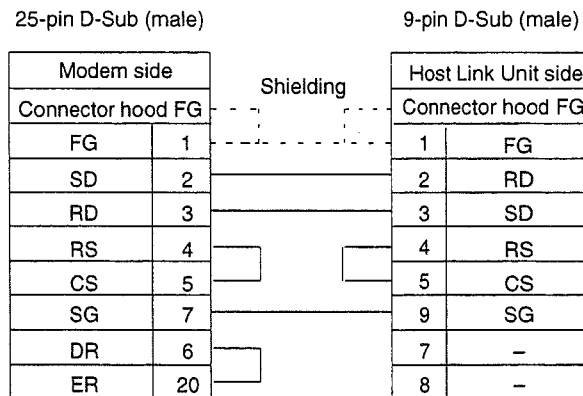 25-pin D-Sub (male) 9-pin D-Sub (male)
Modem side Shielding Host Link Unit side
Connector hood FG Connector hood FG
FG 1 1 FG
SD 2 2 RD
RD 3 3 SD
RS 4 4 RS
CS 5 5 CS
SG 7 9 SG
DR 6 7 –
ER 20 8 –